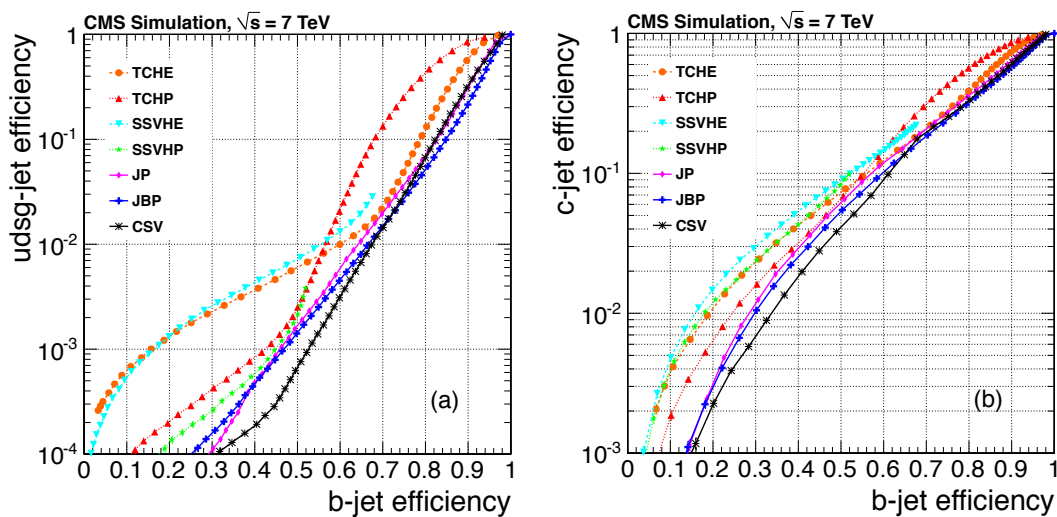 CMS Simulation, √s = 7 TeV
udsg-jet efficiency
1
10⁻¹
10⁻²
10⁻³
10⁻⁴
TCHE
TCHP
SSVHE
SSVHP
JP
JBP
CSV
(a)
0 0.1 0.2 0.3 0.4 0.5 0.6 0.7 0.8 0.9 1
b-jet efficiency
CMS Simulation, √s = 7 TeV
c-jet efficiency
1
10⁻¹
10⁻²
10⁻³
TCHE
TCHP
SSVHE
SSVHP
JP
JBP
CSV
(b)
0 0.1 0.2 0.3 0.4 0.5 0.6 0.7 0.8 0.9 1
b-jet efficiency